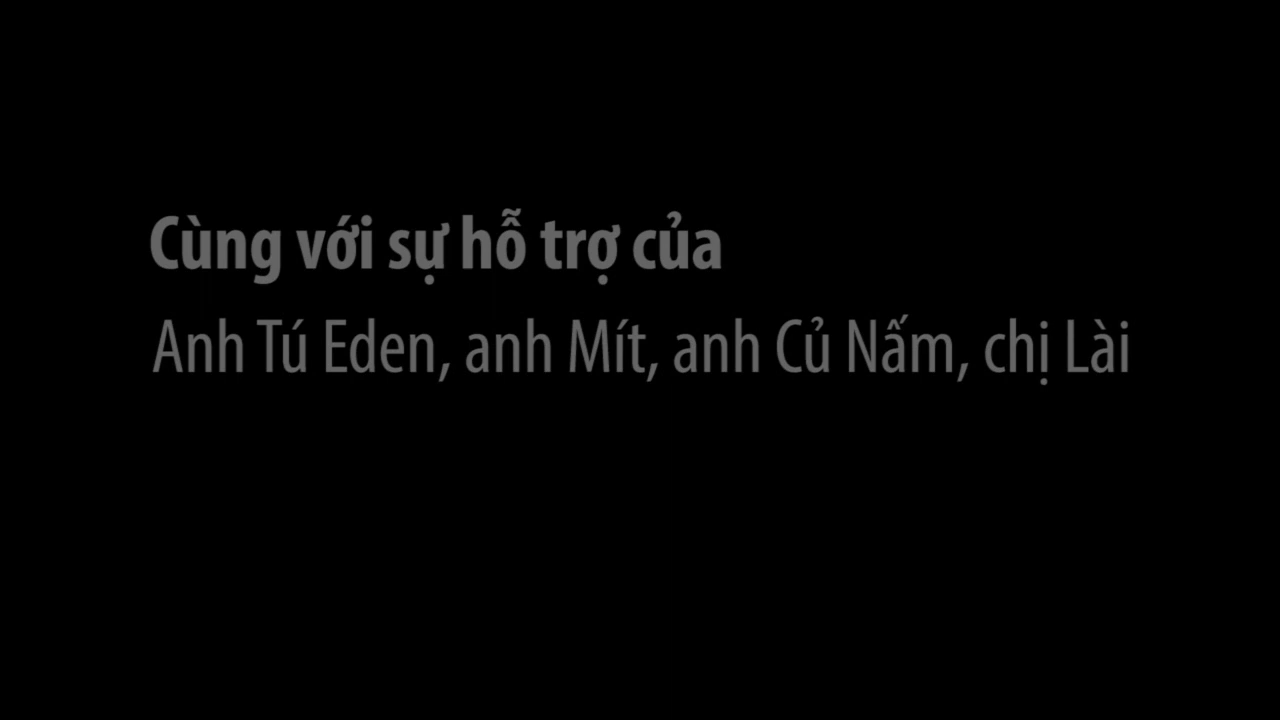 Cùng với sự hỗ trợ của
Anh Tú Eden, anh Mít, anh Củ Nấm, chị Lài